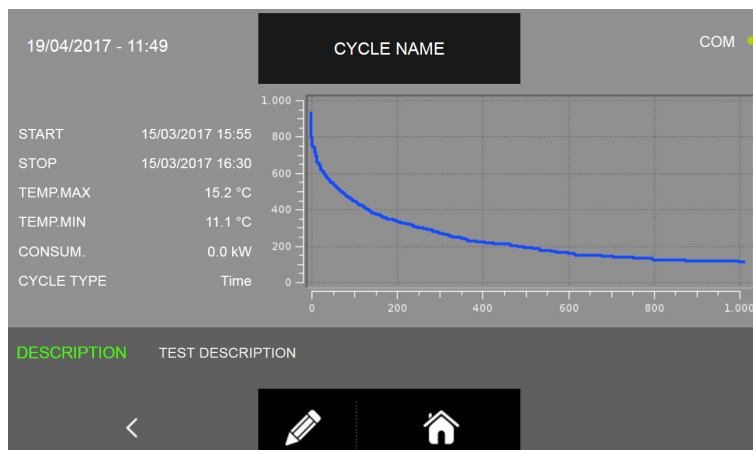 19/04/2017 - 11:49
CYCLE NAME
COM
START 15/03/2017 15:55
STOP 15/03/2017 16:30
TEMP.MAX 15.2 °C
TEMP.MIN 11.1 °C
CONSUM. 0.0 kW
CYCLE TYPE Time
1.000
800
600
400
200
0
0 200 400 600 800 1.000
DESCRIPTION TEST DESCRIPTION